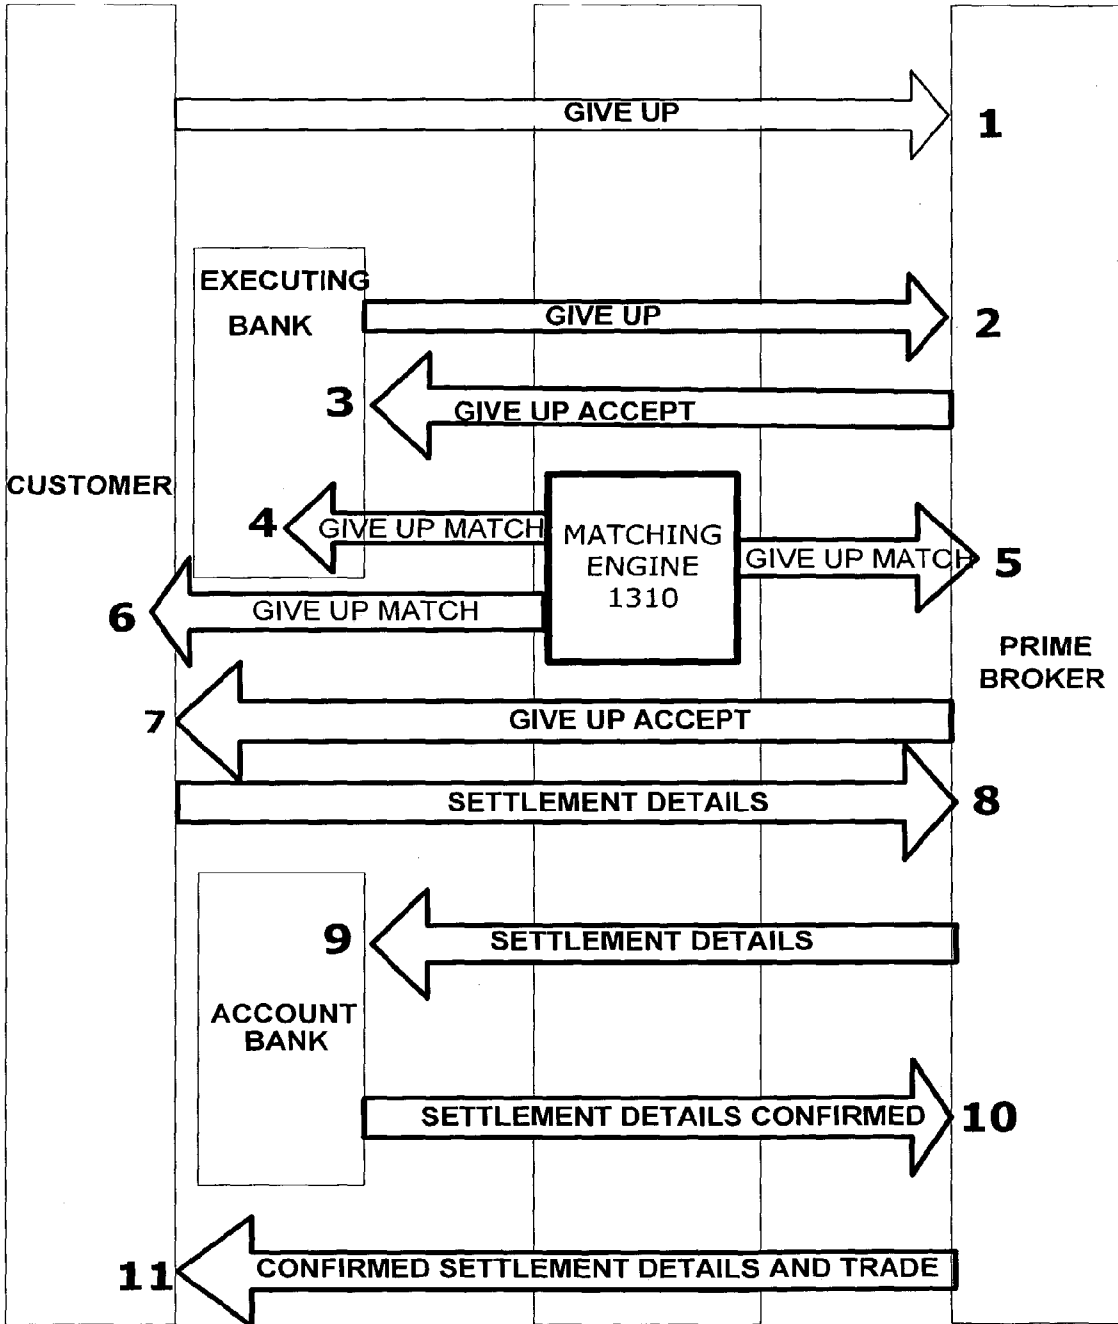 GIVE UP
1
EXECUTING
BANK
GIVE UP
2
3
GIVE UP ACCEPT
CUSTOMER
4
GIVE UP MATCH
MATCHING
ENGINE
1310
GIVE UP MATCH
5
6
GIVE UP MATCH
PRIME
BROKER
7
GIVE UP ACCEPT
SETTLEMENT DETAILS
8
9
SETTLEMENT DETAILS
ACCOUNT
BANK
SETTLEMENT DETAILS CONFIRMED
10
11
CONFIRMED SETTLEMENT DETAILS AND TRADE